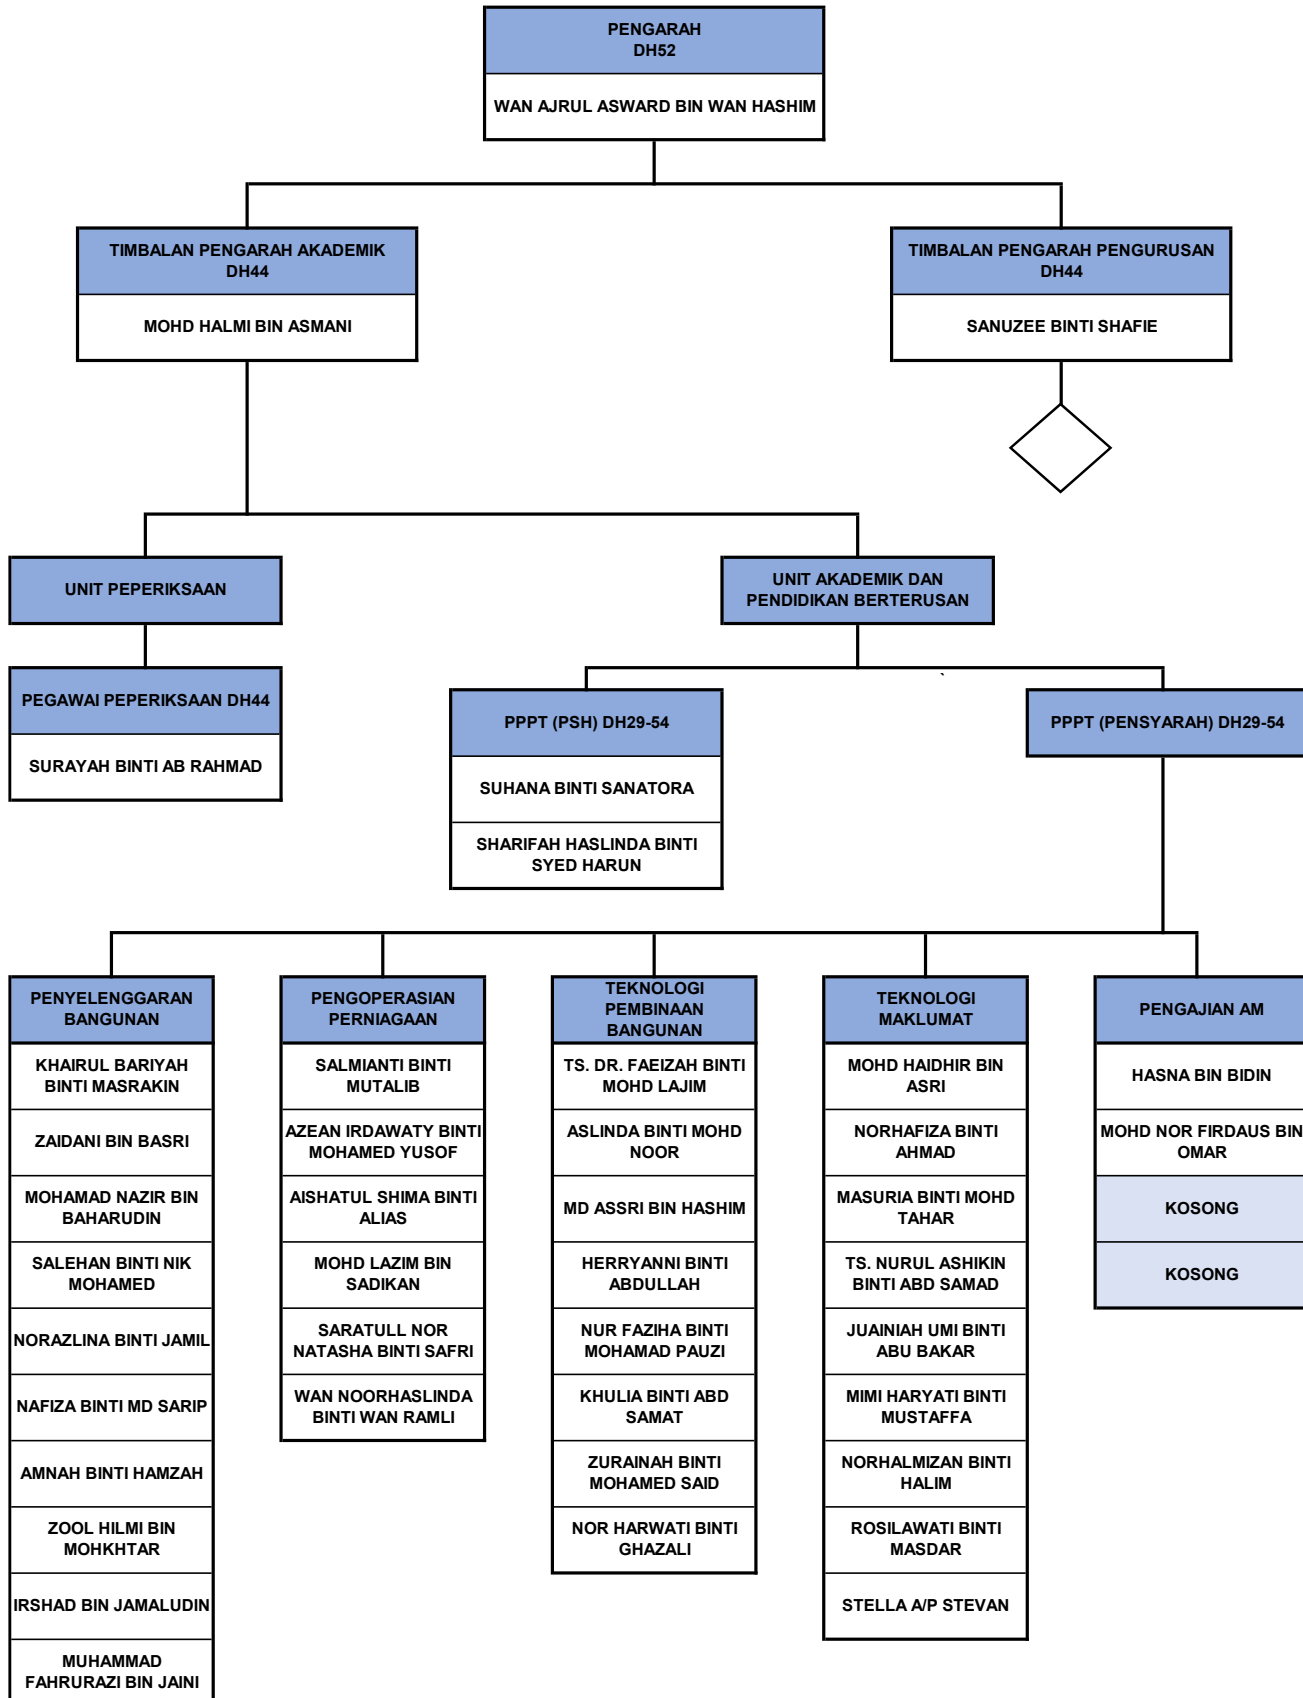 PENGARAH
DH52
WAN AJRUL ASWARD BIN WAN HASHIM
TIMBALAN PENGARAH AKADEMIK
DH44
MOHD HALMI BIN ASMANI
TIMBALAN PENGARAH PENGURUSAN
DH44
SANUZEE BINTI SHAFIE
UNIT PEPERIKSAAN
UNIT AKADEMIK DAN
PENDIDIKAN BERTERUSAN
PEGAWAI PEPERIKSAAN DH44
SURAYAH BINTI AB RAHMAD
`
PPPT (PSH) DH29-54
SUHANA BINTI SANATORA
SHARIFAH HASLINDA BINTI
SYED HARUN
PPPT (PENSYARAH) DH29-54
PENYELENGGARAN
BANGUNAN
KHAIRUL BARIYAH
BINTI MASRAKIN
ZAIDANI BIN BASRI
MOHAMAD NAZIR BIN
BAHARUDIN
SALEHAN BINTI NIK
MOHAMED
NORAZLINA BINTI JAMIL
NAFIZA BINTI MD SARIP
AMNAH BINTI HAMZAH
ZOOL HILMI BIN
MOHKHTAR
IRSHAD BIN JAMALUDIN
MUHAMMAD
FAHRURAZI BIN JAINI
PENGOPERASIAN
PERNIAGAAN
SALMIANTI BINTI
MUTALIB
AZEAN IRDAWATY BINTI
MOHAMED YUSOF
AISHATUL SHIMA BINTI
ALIAS
MOHD LAZIM BIN
SADIKAN
SARATULL NOR
NATASHA BINTI SAFRI
WAN NOORHASLINDA
BINTI WAN RAMLI
TEKNOLOGI
PEMBINAAN
BANGUNAN
TS. DR. FAEIZAH BINTI
MOHD LAJIM
ASLINDA BINTI MOHD
NOOR
MD ASSRI BIN HASHIM
HERRYANNI BINTI
ABDULLAH
NUR FAZIHA BINTI
MOHAMAD PAUZI
KHULIA BINTI ABD
SAMAT
ZURAINAH BINTI
MOHAMED SAID
NOR HARWATI BINTI
GHAZALI
TEKNOLOGI
MAKLUMAT
MOHD HAIDHIR BIN
ASRI
NORHAFIZA BINTI
AHMAD
MASURIA BINTI MOHD
TAHAR
TS. NURUL ASHIKIN
BINTI ABD SAMAD
JUAINIAH UMI BINTI
ABU BAKAR
MIMI HARYATI BINTI
MUSTAFFA
NORHALMIZAN BINTI
HALIM
ROSILAWATI BINTI
MASDAR
STELLA A/P STEVAN
PENGAJIAN AM
HASNA BIN BIDIN
MOHD NOR FIRDAUS BIN
OMAR
KOSONG
KOSONG